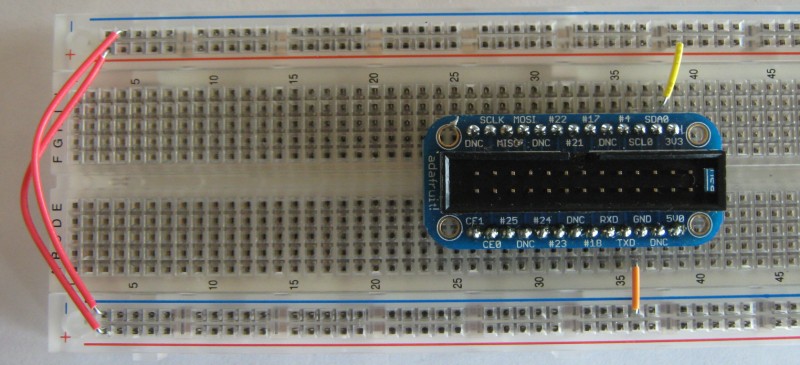 -
+
5 10 15 20 25 30 35 40 45
SCLK MOSI #22 #17 #4 SDA0
DNC MISO DNC #21 DNC SCL0 3V3
adafruit!
CE1 #25 #24 DNC RXD GND 5V0
CE0 DNC #23 #18 TXD DNC
5 10 15 20 25 35 40 45
-
+